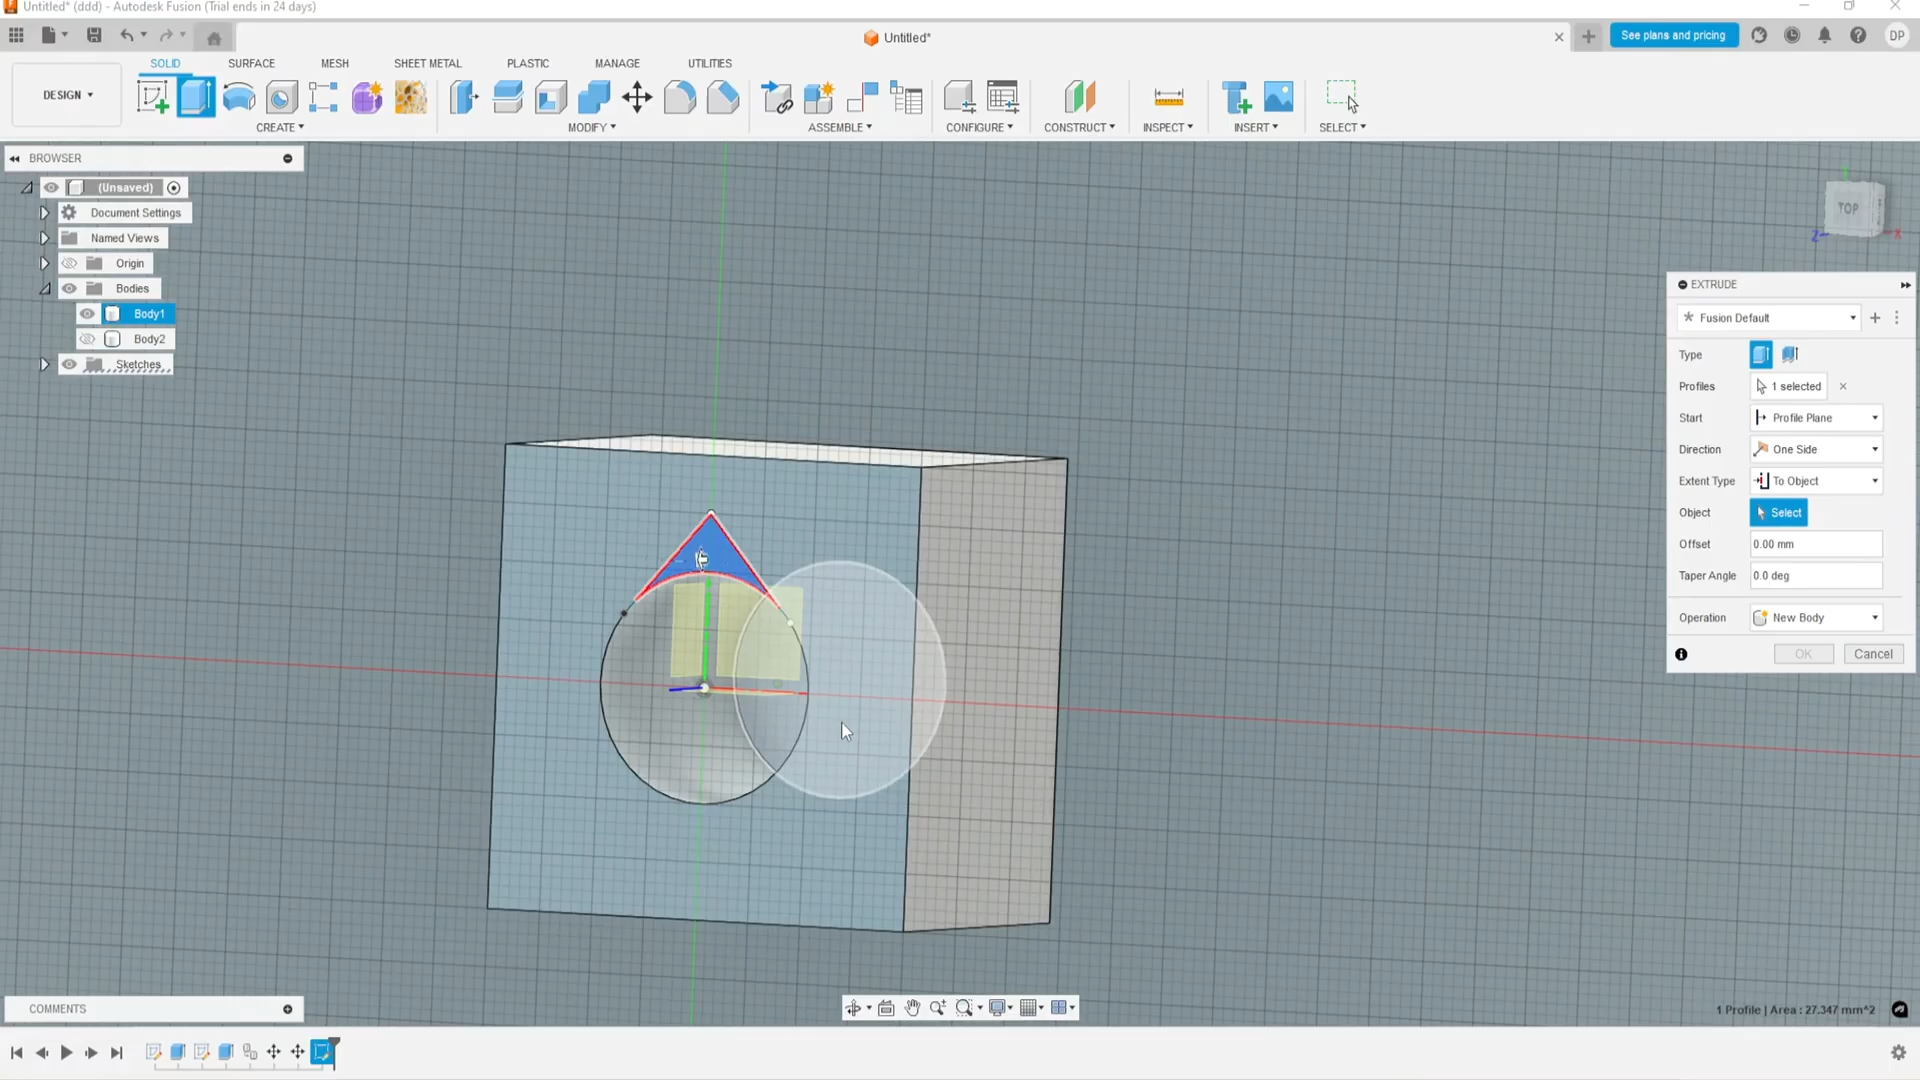 Untitled* (ddd) - Autodesk Fusion (Trial ends in 24 days)
Untitled*
See plans and pricing
DP
SOLID SURFACE MESH SHEET METAL PLASTIC MANAGE UTILITIES
DESIGN
CREATE MODIFY ASSEMBLE CONFIGURE CONSTRUCT INSPECT INSERT SELECT
BROWSER
(Unsaved)
Document Settings
Named Views
Origin
Bodies
Body1
Body2
Sketches
TOP
Z
X
EXTRUDE
Fusion Default
Type
Profiles 1 selected
Start Profile Plane
Direction One Side
Extent Type To Object
Object Select
Offset 0.00 mm
Taper Angle 0.0 deg
Operation New Body
OK Cancel
COMMENTS
1 Profile | Area : 27.347 mm^2